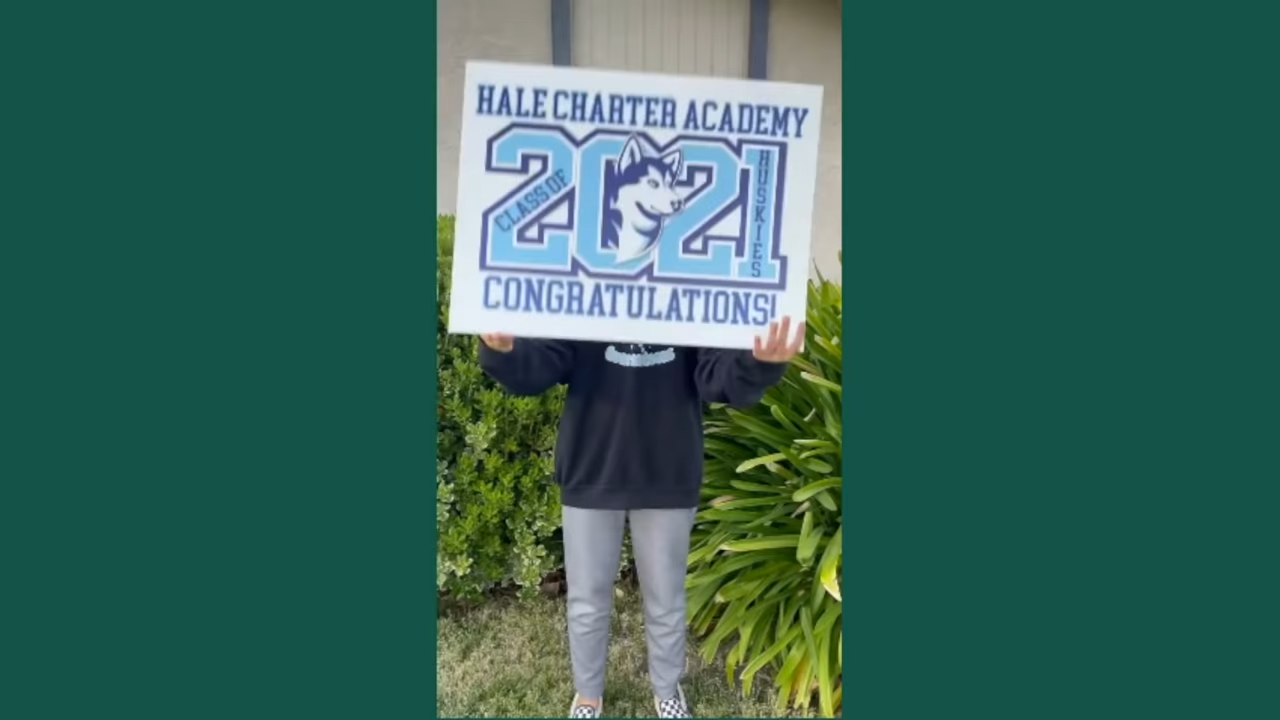 HALE CHARTER ACADEMY
2021
CLASS OF
HUSKIES
CONGRATULATIONS!